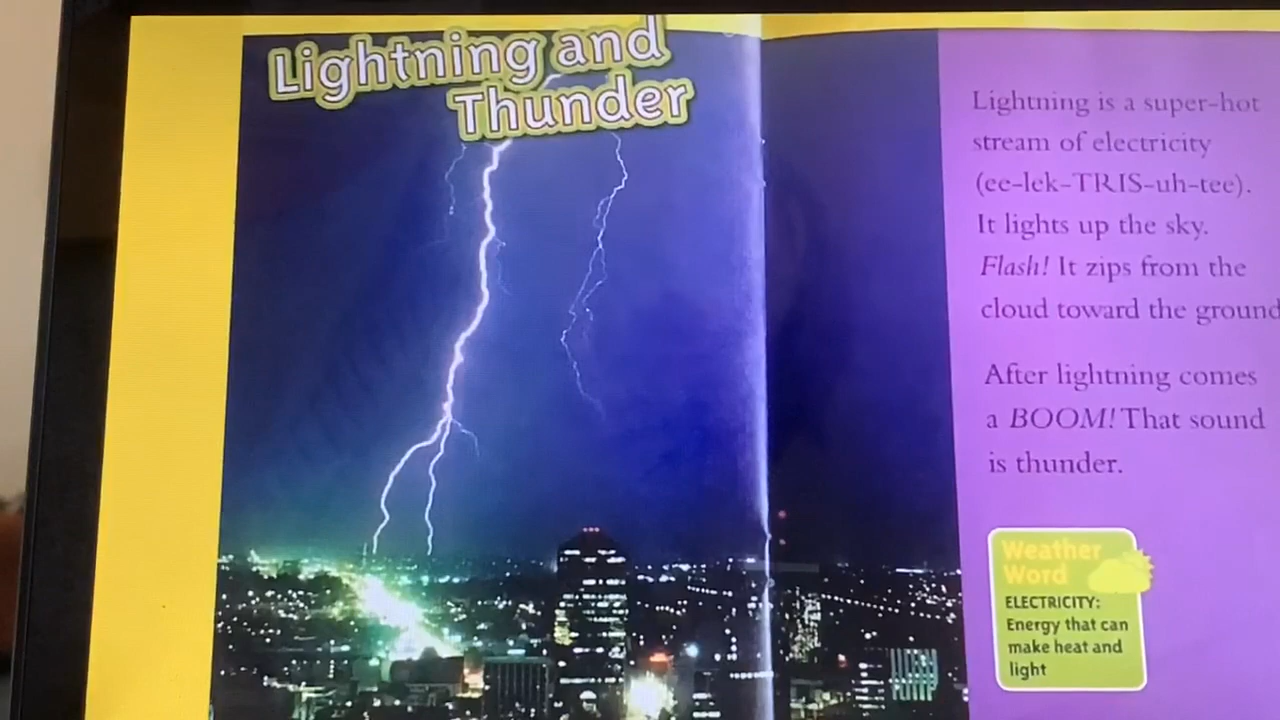 Lightning and
Thunder
Lightning is a super-hot
stream of electricity
(ee-lek-TRIS-uh-tee).
It lights up the sky.
Flash! It zips from the
cloud toward the ground
After lightning comes
a BOOM! That sound
is thunder.
Weather
Word
ELECTRICITY:
Energy that can
make heat and
light